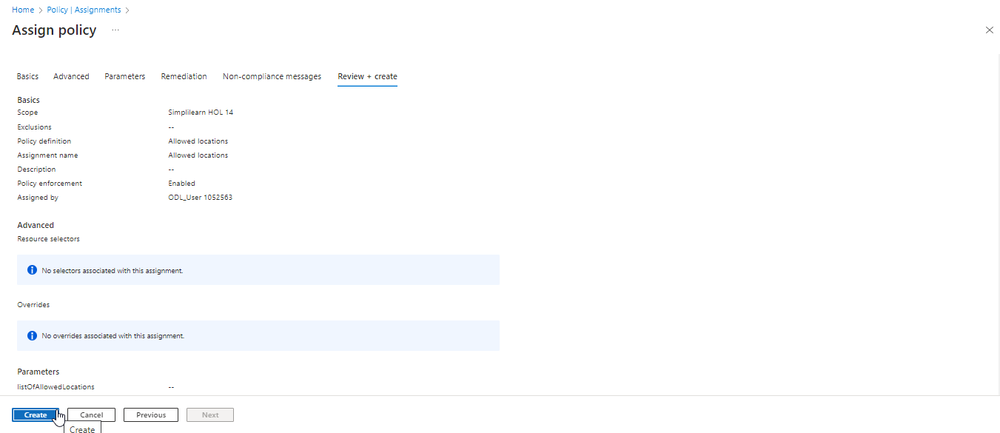 Home > Policy | Assignments >
Assign policy ...
Basics Advanced Parameters Remediation Non-compliance messages Review + create
Basics
Scope Simplilearn HOL 14
Exclusions --
Policy definition Allowed locations
Assignment name Allowed locations
Description --
Policy enforcement Enabled
Assigned by ODL_User 1052563
Advanced
Resource selectors
No selectors associated with this assignment.
Overrides
No overrides associated with this assignment.
Parameters
listOfAllowedLocations --
Create Cancel Previous Next
Create